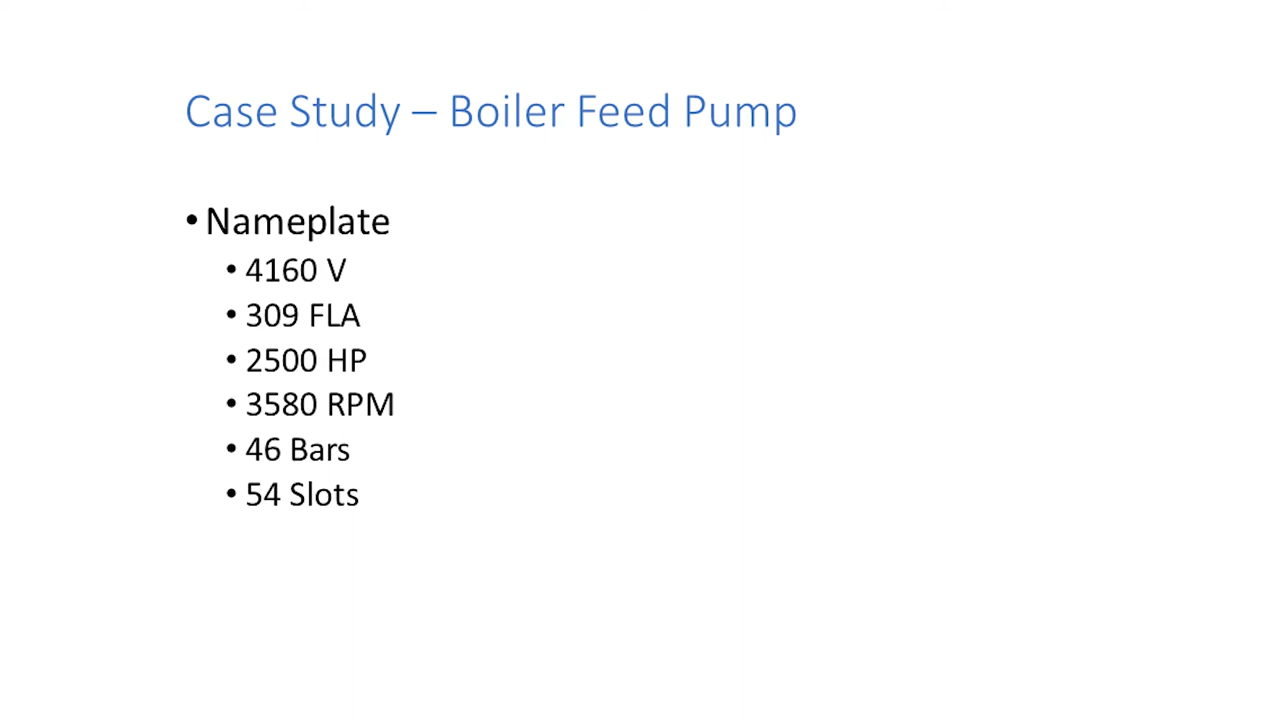 Case Study – Boiler Feed Pump
• Nameplate
• 4160 V
• 309 FLA
• 2500 HP
• 3580 RPM
• 46 Bars
• 54 Slots